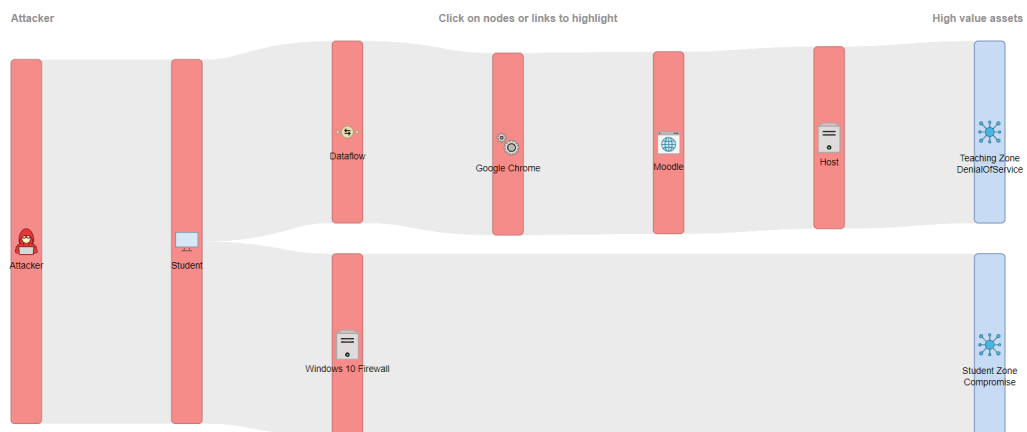 Attacker
Click on nodes or links to highlight
High value assets
Dataflow
Google Chrome
Moodle
Host
Teaching Zone
DenialOfService
Attacker
Student
Windows 10 Firewall
Student Zone
Compromise